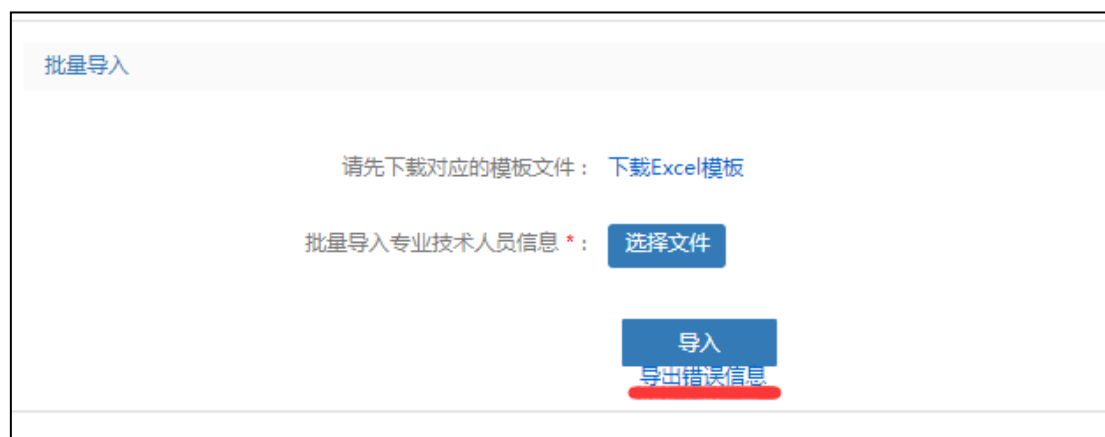 批量导入
请先下载对应的模板文件： 下载Excel模板
批量导入专业技术人员信息 *： 选择文件
导入
导出错误信息